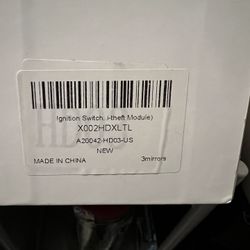 Ignition Switch, i-theft Module)
X002HDXLTL
A20042-HD03-US
NEW
MADE IN CHINA 3mirrors